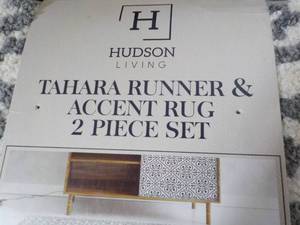 H
HUDSON
LIVING
TAHARA RUNNER &
ACCENT RUG
2 PIECE SET